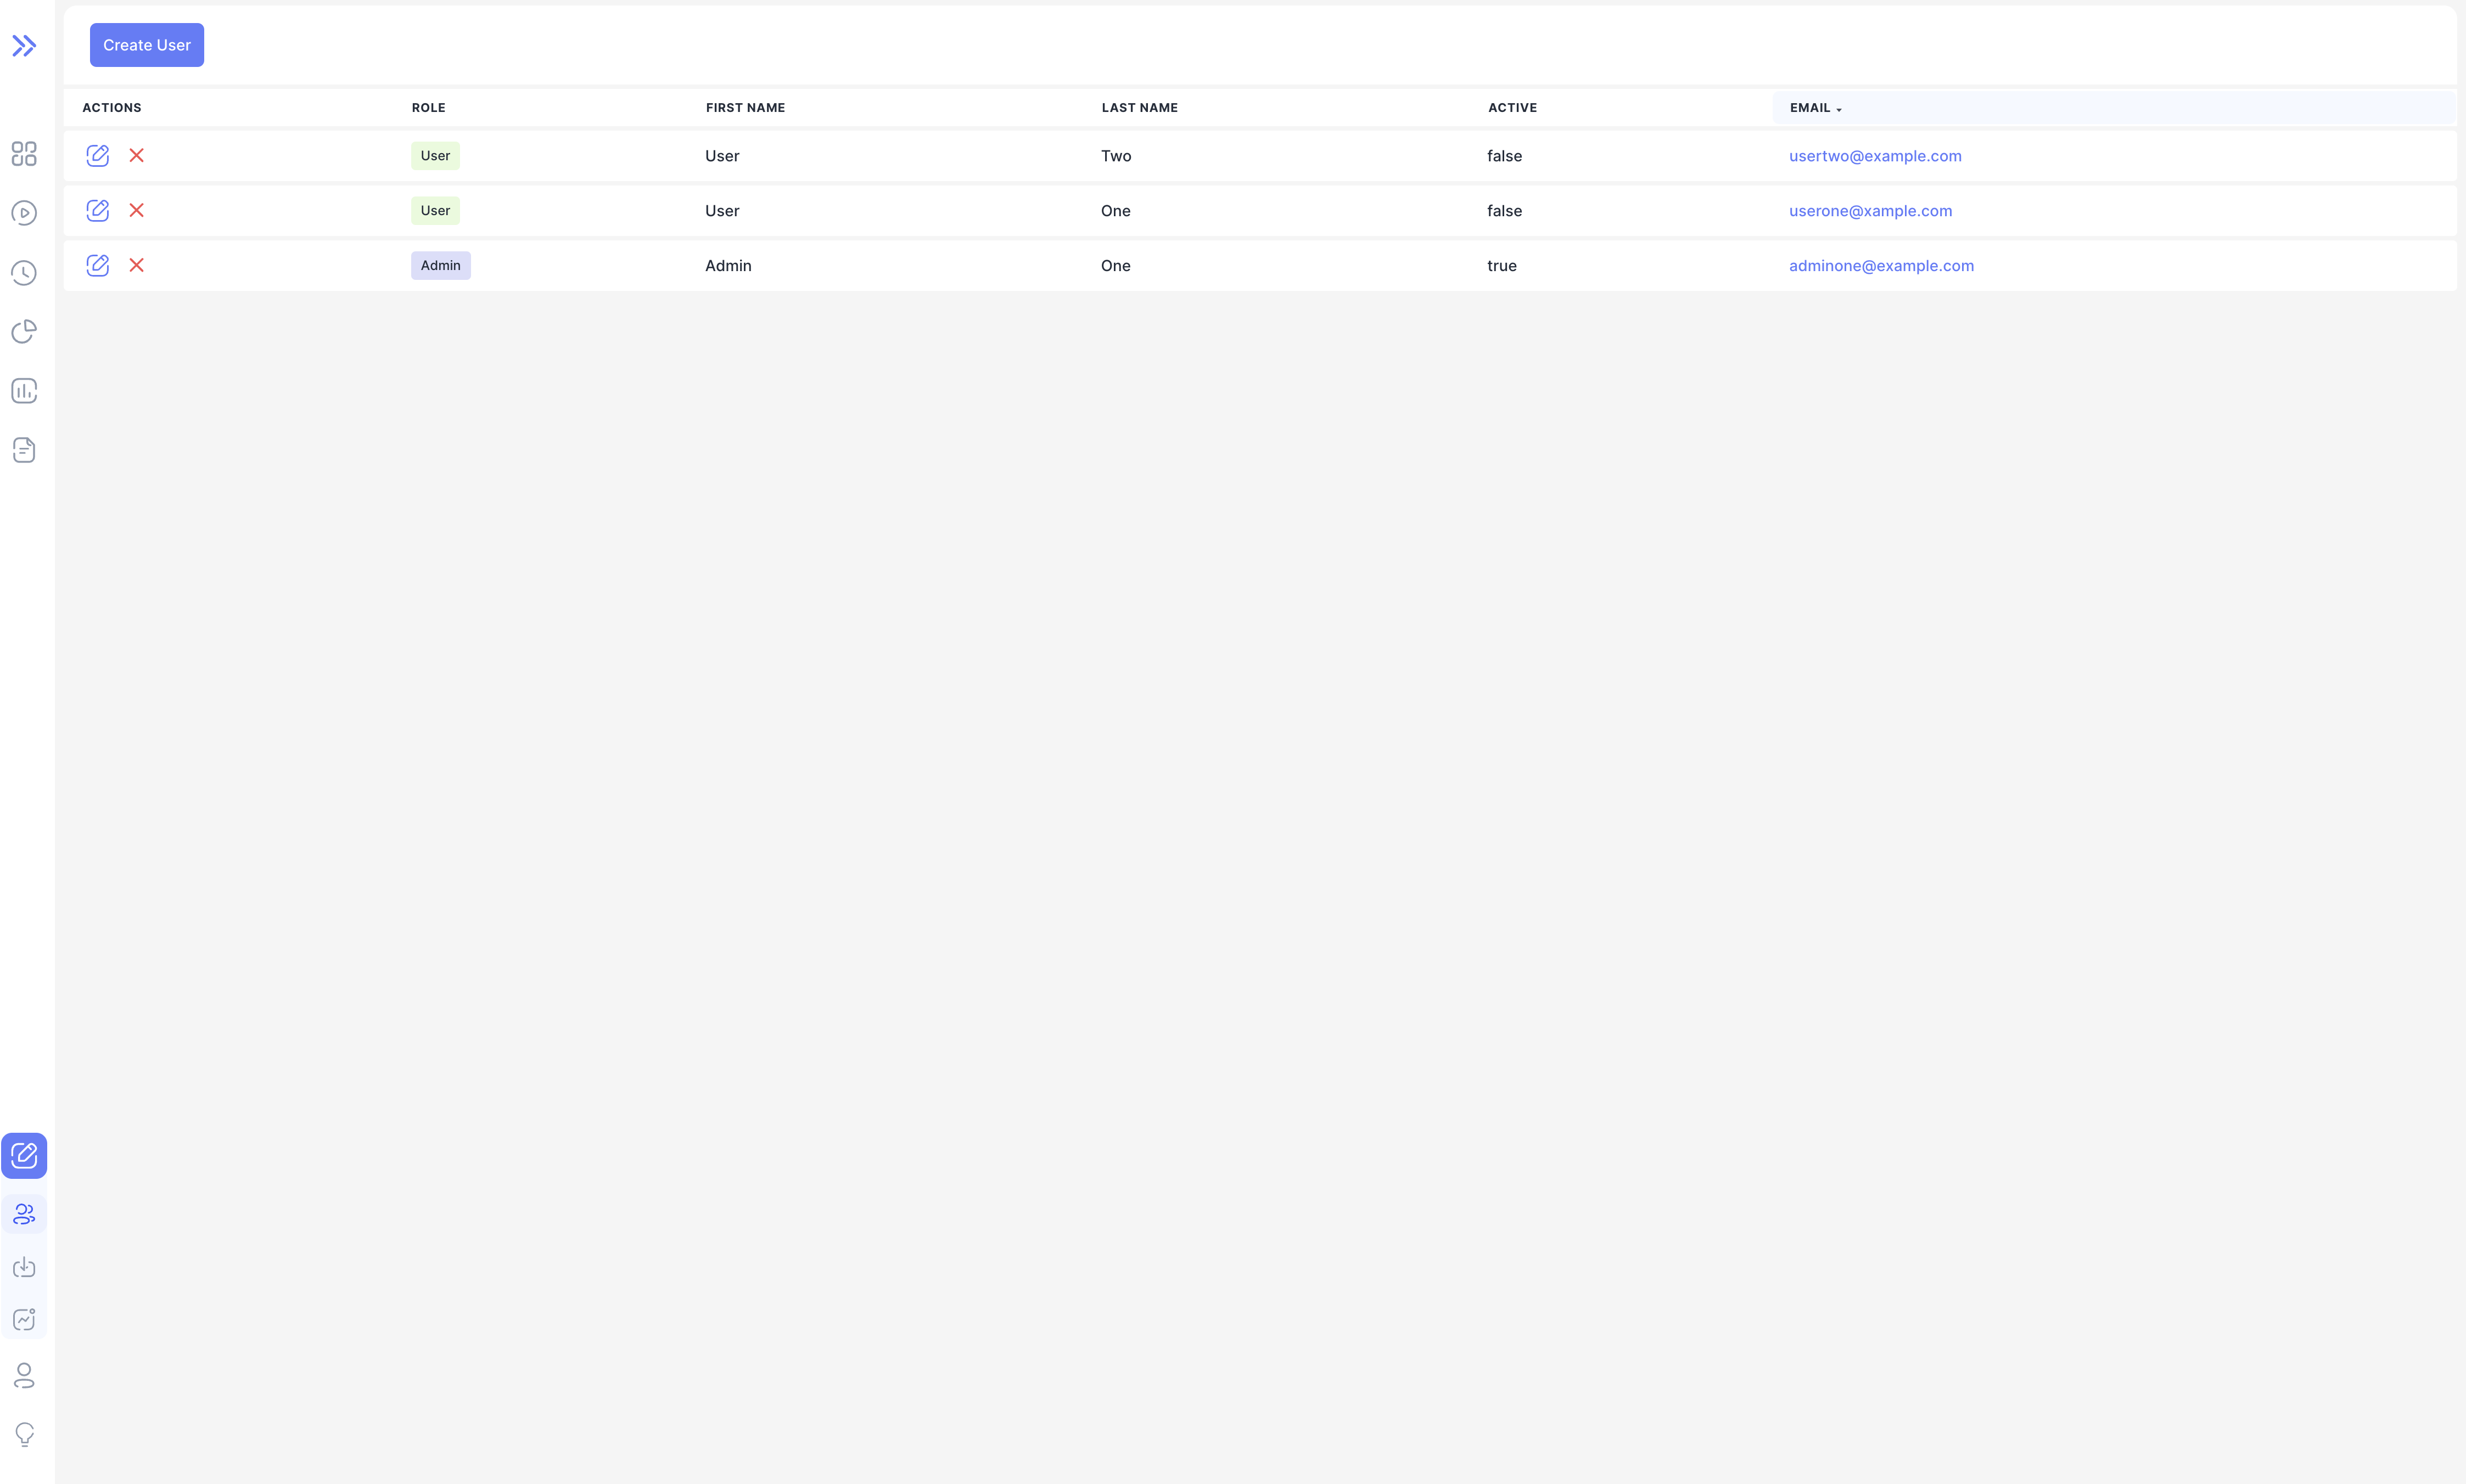 Create User
ACTIONS ROLE FIRST NAME LAST NAME ACTIVE EMAIL
User User Two false usertwo@example.com
User User One false userone@xample.com
Admin Admin One true adminone@example.com